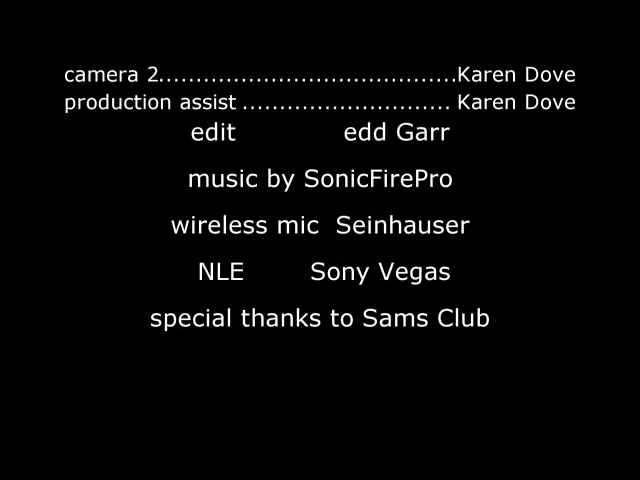 camera 2........................................Karen Dove
production assist ............................ Karen Dove
edit edd Garr
music by SonicFirePro
wireless mic Seinhauser
NLE Sony Vegas
special thanks to Sams Club